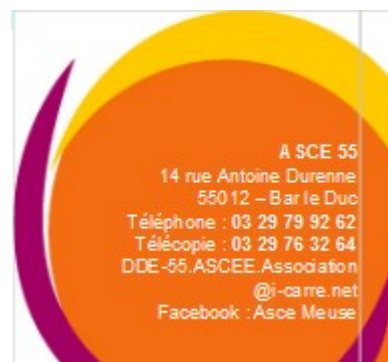 ASCE 55
14 rue Antoine Durenne
55012 – Bar le Duc
Téléphone : 03 29 79 92 62
Télécopie : 03 29 76 32 64
DDE-55.ASCEE.Association
@i-carre.net
Facebook : Asce Meuse